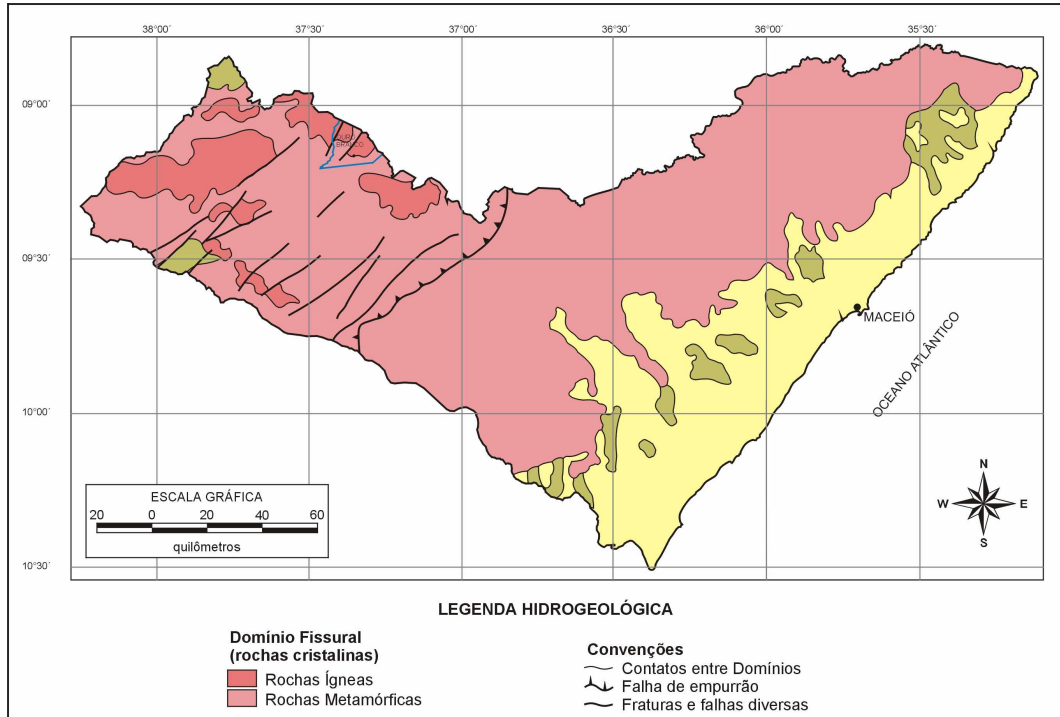 38°00´ 37°30´ 37°00´ 36°30´ 36°00´ 35°30´
09°00´
BRANCO
09°30´
MACEIÓ
OCEANO ATLÂNTICO
10°00´
ESCALA GRÁFICA
20 0 20 40 60
quilômetros
N
W E
S
10°30´
LEGENDA HIDROGEOLÓGICA
Domínio Fissural
(rochas cristalinas)
Rochas Ígneas
Rochas Metamórficas
Convenções
Contatos entre Domínios
Falha de empurrão
Fraturas e falhas diversas